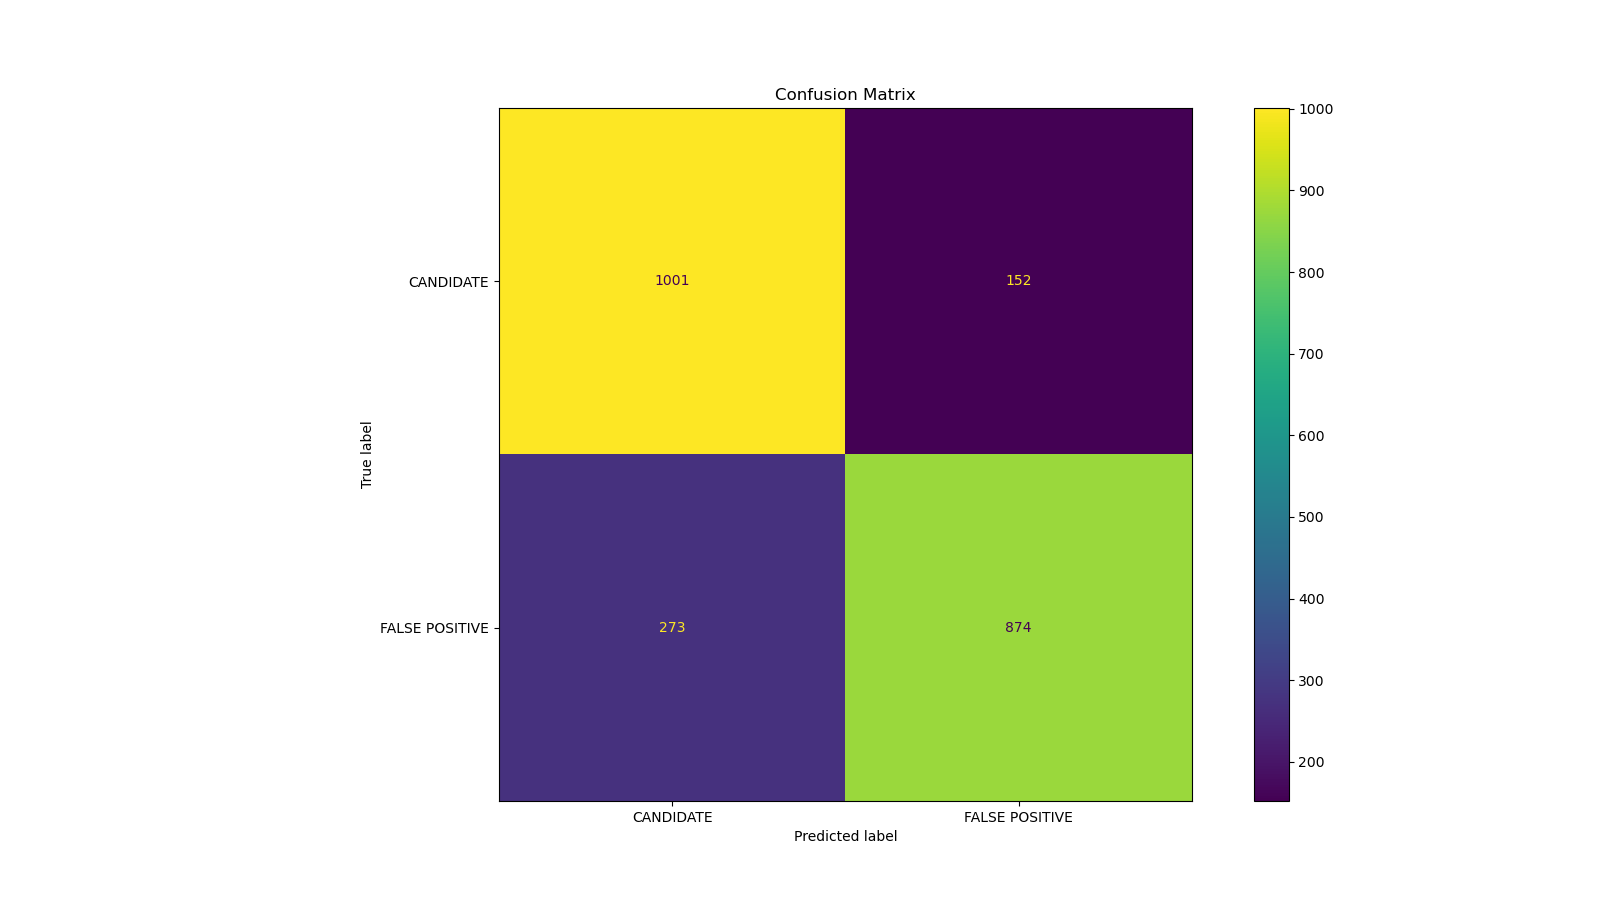 Confusion Matrix
True label
CANDIDATE
FALSE POSITIVE
1001
152
273
874
CANDIDATE
FALSE POSITIVE
Predicted label
1000
900
800
700
600
500
400
300
200